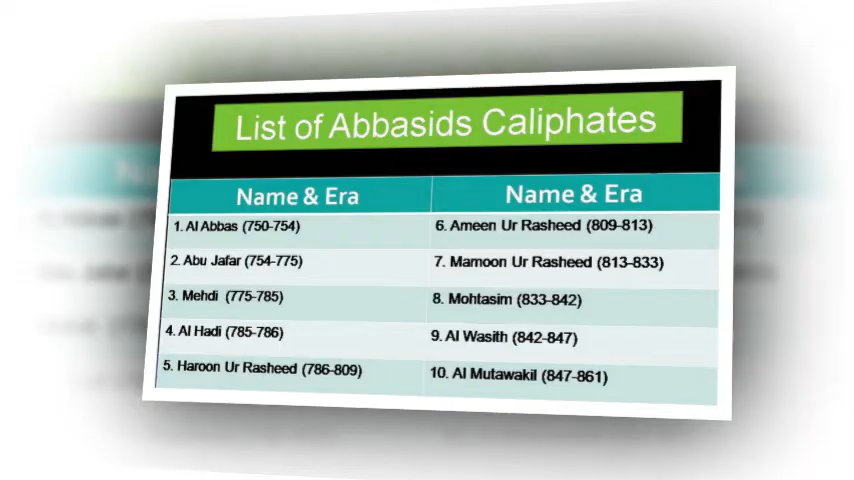 List of Abbasids Caliphates
Name & Era
Name & Era
1. Al Abbas (750-754)
6. Ameen Ur Rasheed (809-813)
2. Abu Jafar (754-775)
7. Mamoon Ur Rasheed (813-833)
3. Mehdi (775-785)
8. Mohtasim (833-842)
4. Al Hadi (785-786)
9. Al Wasith (842-847)
5. Haroon Ur Rasheed (786-809)
10. Al Mutawakil (847-861)